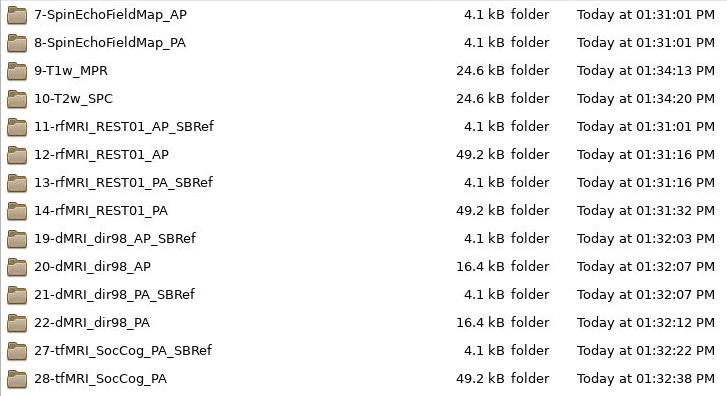 7-SpinEchoFieldMap_AP 4.1 kB folder Today at 01:31:01 PM
8-SpinEchoFieldMap_PA 4.1 kB folder Today at 01:31:01 PM
9-T1w_MPR 24.6 kB folder Today at 01:34:13 PM
10-T2w_SPC 24.6 kB folder Today at 01:34:20 PM
11-rfMRI_REST01_AP_SBRef 4.1 kB folder Today at 01:31:01 PM
12-rfMRI_REST01_AP 49.2 kB folder Today at 01:31:16 PM
13-rfMRI_REST01_PA_SBRef 4.1 kB folder Today at 01:31:16 PM
14-rfMRI_REST01_PA 49.2 kB folder Today at 01:31:32 PM
19-dMRI_dir98_AP_SBRef 4.1 kB folder Today at 01:32:03 PM
20-dMRI_dir98_AP 16.4 kB folder Today at 01:32:07 PM
21-dMRI_dir98_PA_SBRef 4.1 kB folder Today at 01:32:07 PM
22-dMRI_dir98_PA 16.4 kB folder Today at 01:32:12 PM
27-tfMRI_SocCog_PA_SBRef 4.1 kB folder Today at 01:32:22 PM
28-tfMRI_SocCog_PA 49.2 kB folder Today at 01:32:38 PM